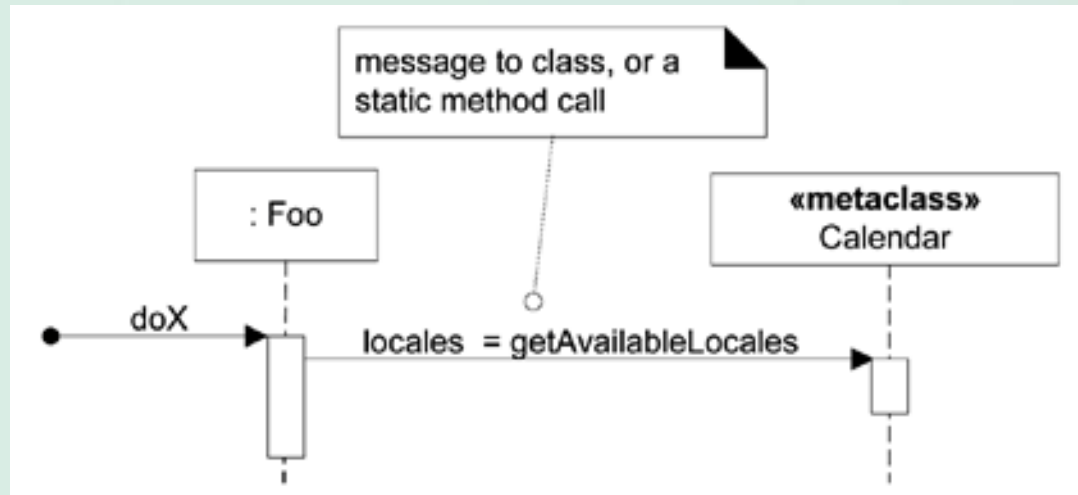 message to class, or a
static method call
: Foo
«metaclass»
Calendar
doX
locales = getAvailableLocales